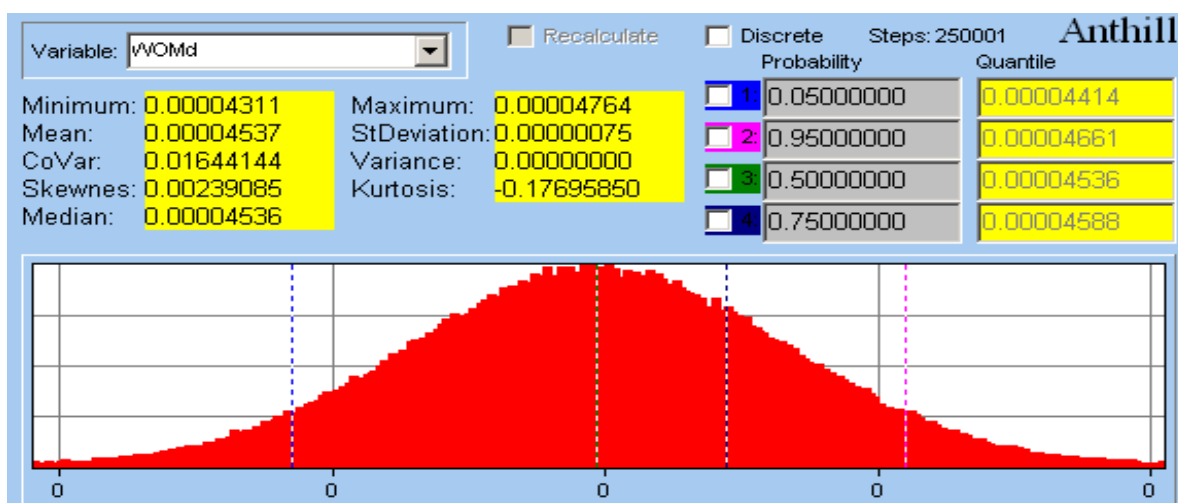 Variable: WOMd
Recalculate
Discrete Steps: 250001 Anthill
Probability Quantile
Minimum: 0.00004311 Maximum: 0.00004764
Mean: 0.00004537 StDeviation: 0.00000075
CoVar: 0.01644144 Variance: 0.00000000
Skewnes: 0.00239085 Kurtosis: -0.17695850
Median: 0.00004536
1: 0.05000000 0.00004414
2: 0.95000000 0.00004661
3: 0.50000000 0.00004536
4: 0.75000000 0.00004588
0 0 0 0 0